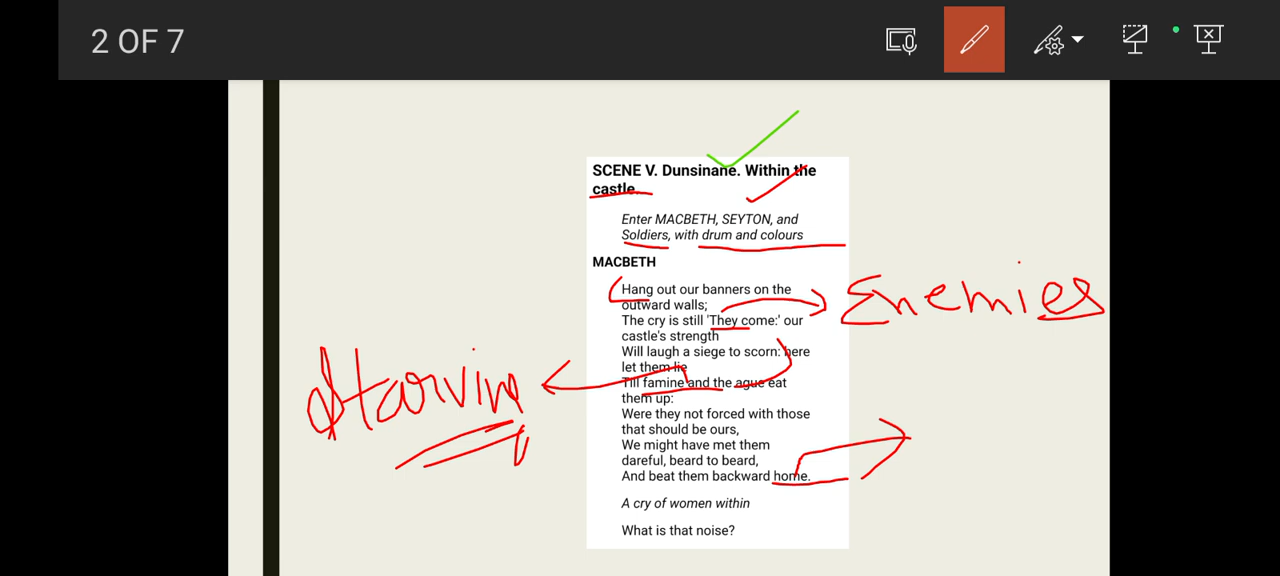 2 OF 7
SCENE V. Dunsinane. Within the
castle.
Enter MACBETH, SEYTON, and
Soldiers, with drum and colours
MACBETH
Hang out our banners on the
outward walls;
The cry is still 'They come:' our
castle's strength
Will laugh a siege to scorn: here
let them lie
Till famine and the ague eat
them up:
Were they not forced with those
that should be ours,
We might have met them
dareful, beard to beard,
And beat them backward home.
A cry of women within
What is that noise?
Enemies
Starving